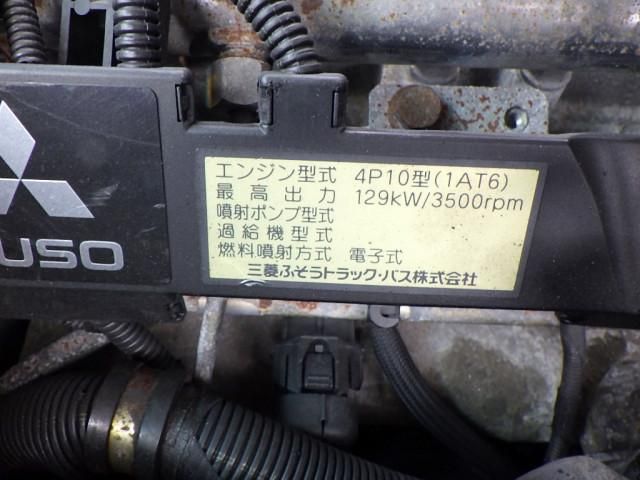 エンジン型式 4P10型(1AT6)
最高出力 129kW/3500rpm
噴射ポンプ型式
過給機型式
燃料噴射方式 電子式
三菱ふそうトラック・バス株式会社
USO